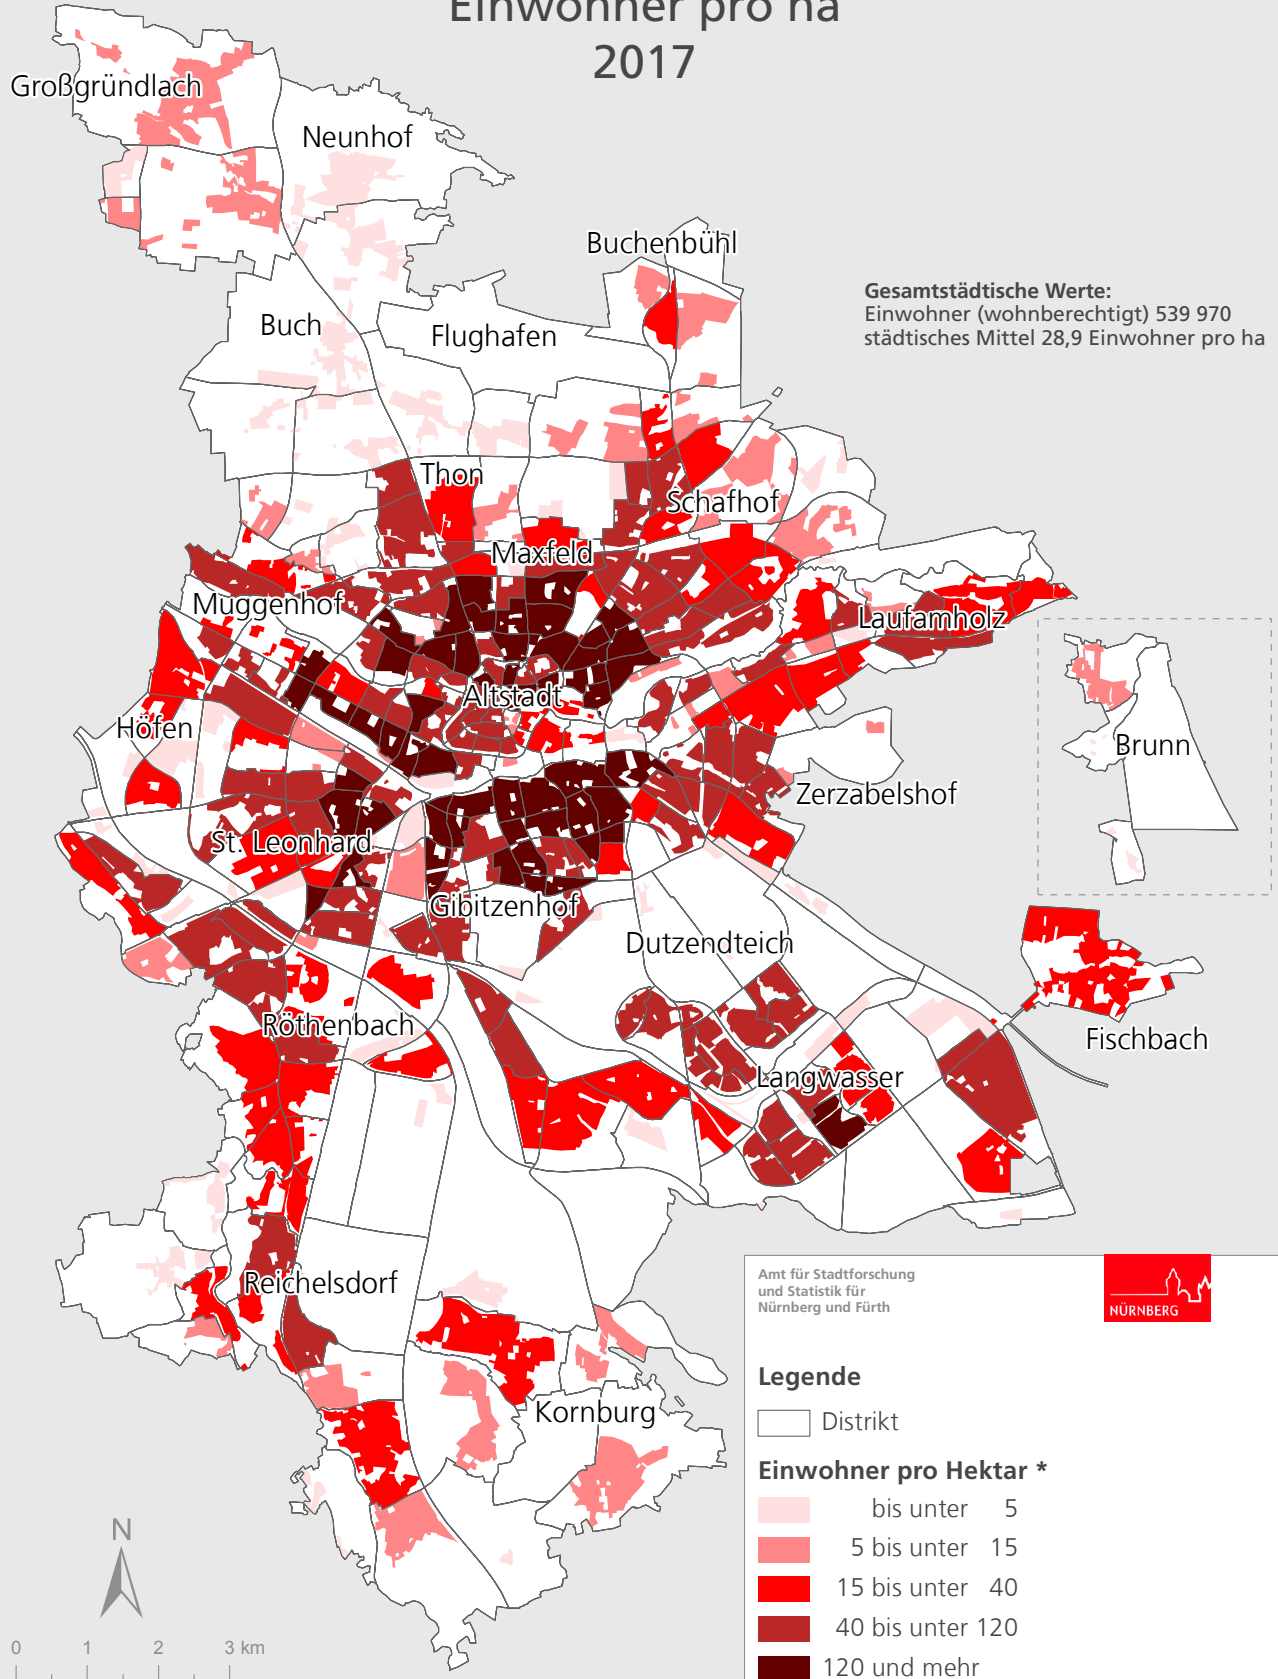 Einwohner pro ha
2017
Großgründlach
Neunhof
Buchenbühl
Gesamtstädtische Werte:
Einwohner (wohnberechtigt) 539 970
städtisches Mittel 28,9 Einwohner pro ha
Buch
Flughafen
Thon
Schafhof
Maxfeld
Muggenhof
Laufamholz
Altstadt
Höfen
Brunn
Zerzabelshof
St. Leonhard
Gibitzenhof
Dutzendteich
Röthenbach
Fischbach
Langwasser
Reichelsdorf
Kornburg
Amt für Stadtforschung
und Statistik für
Nürnberg und Fürth
NÜRNBERG
Legende
Distrikt
Einwohner pro Hektar *
bis unter 5
5 bis unter 15
15 bis unter 40
40 bis unter 120
120 und mehr
N
0 1 2 3 km